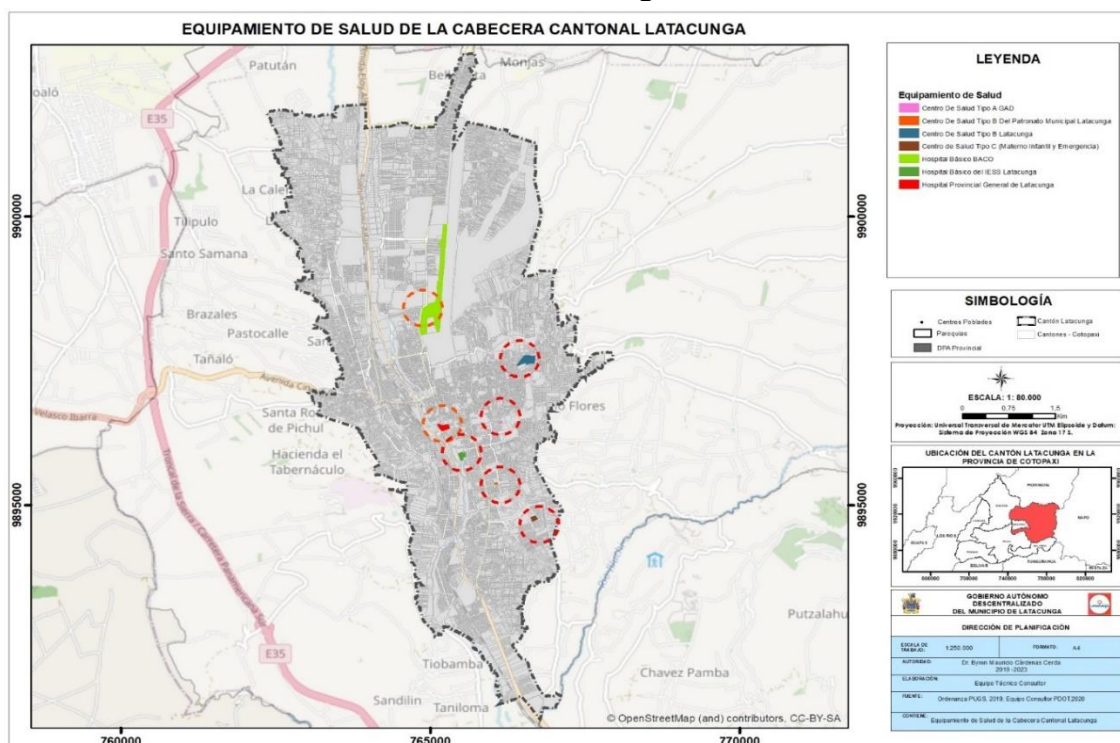 EQUIPAMIENTO DE SALUD DE LA CABECERA CANTONAL LATACUNGA
Patután
Monjas
E35
La Cale
Tilipulo
Santo Samana
Brazales
Pastocalle
San
Tañaló
Avenida
Velasco Ibarra
Santa Ro
de Pichul
Flores
Hacienda el
Tabernáculo
Troncal de la Sierra / Carretera Panamericana Sur
E35
Tiobamba
Sandilin
Taniloma
Putzalahu
Chavez Pamba
© OpenStreetMap (and) contributors, CC-BY-SA
760000
765000
770000
9900000
9895000
9900000
9895000
LEYENDA
Equipamiento de Salud
Centro De Salud Tipo A GAD
Centro De Salud Tipo B Del Patronato Municipal Latacunga
Centro De Salud Tipo B Latacunga
Centro de Salud Tipo C (Materno Infantil y Emergencia)
Hospital Básico BACO
Hospital Básico del IESS Latacunga
Hospital Provincial General de Latacunga
SIMBOLOGÍA
Centros Poblados
Cantón Latacunga
Parroquias
Cantones - Cotopaxi
DPA Provincial
ESCALA: 1: 80.000
0 0.75 1.5
Km
Proyección: Universal Transversal de Mercator UTM Elipsoide y Datum:
Sistema de Proyección WGS 84 Zona 17 S.
UBICACIÓN DEL CANTÓN LATACUNGA EN LA
PROVINCIA DE COTOPAXI
NAPO
BOLIVAR
TUNGURAHUA
GOBIERNO AUTÓNOMO
DESCENTRALIZADO
DEL MUNICIPIO DE LATACUNGA
DIRECCIÓN DE PLANIFICACIÓN
ESCALA DE TRABAJO: 1:250.000 FORMATO: A4
AUTORIDAD: Dr. Byron Mauricio Cárdenas Cerda
2019 -2023
ELABORACIÓN: Equipo Técnico Consultor
FUENTE: Ordenanza PUGS, 2019; Equipo Consultor PDOT,2020
CONTIENE: Equipamiento de Salud de la Cabecera Cantonal Latacunga